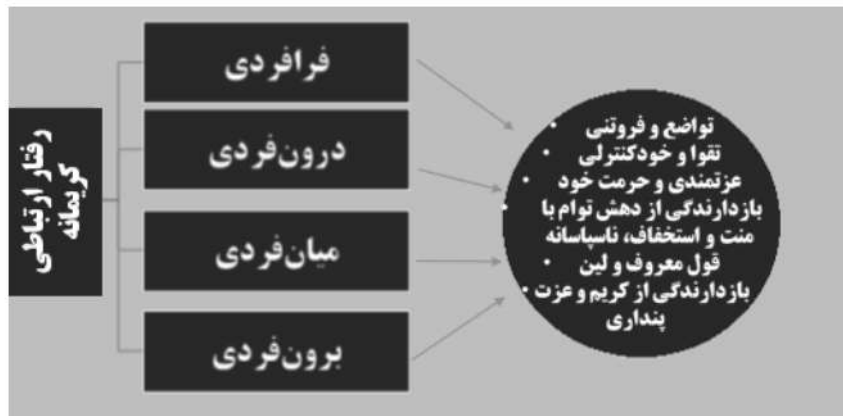 رفتار ارتباطی
کریمانه
فرافردی
درون‌فردی
میان‌فردی
برون‌فردی
• تواضع و فروتنی
• تقوا و خودکنترلی
• عزتمندی و حرمت خود
• بازدارندگی از دهش توام با
منت و استخفاف، ناسپاسانه
• قول معروف و لین
• بازدارندگی از کریم و عزت
پنداری